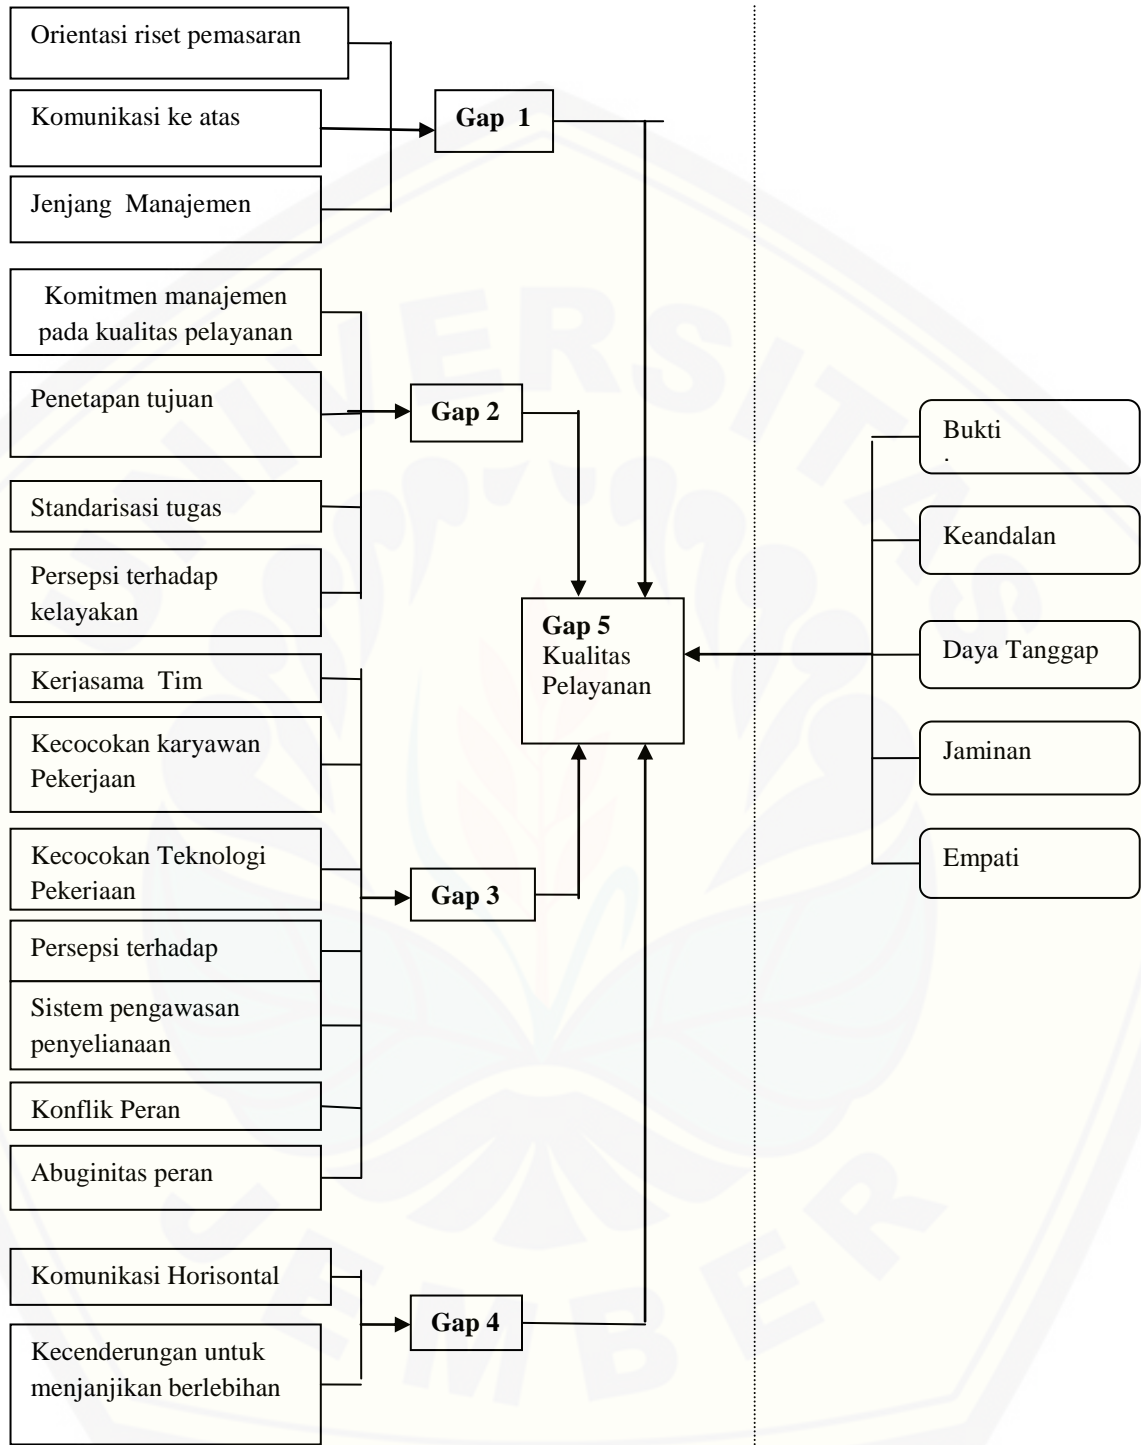 Orientasi riset pemasaran
Komunikasi ke atas
Jenjang Manajemen
Gap 1
Komitmen manajemen
pada kualitas pelayanan
Penetapan tujuan
Standarisasi tugas
Persepsi terhadap
kelayakan
Gap 2
Kerjasama Tim
Kecocokan karyawan
Pekerjaan
Kecocokan Teknologi
Pekerjaan
Persepsi terhadap
Sistem pengawasan
penyelianaan
Konflik Peran
Abuginitas peran
Gap 3
Komunikasi Horisontal
Kecenderungan untuk
menjanjikan berlebihan
Gap 4
Gap 5
Kualitas
Pelayanan
Bukti
Keandalan
Daya Tanggap
Jaminan
Empati
UNIVERSITAS
JEMBER